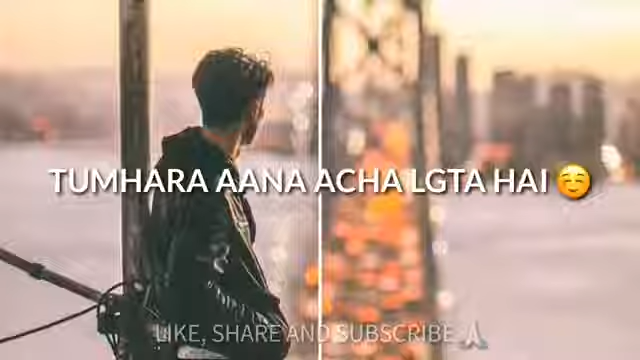 TUMHARA AANA ACHA LGTA HAI ☺️
LIKE, SHARE AND SUBSCRIBE 🙏